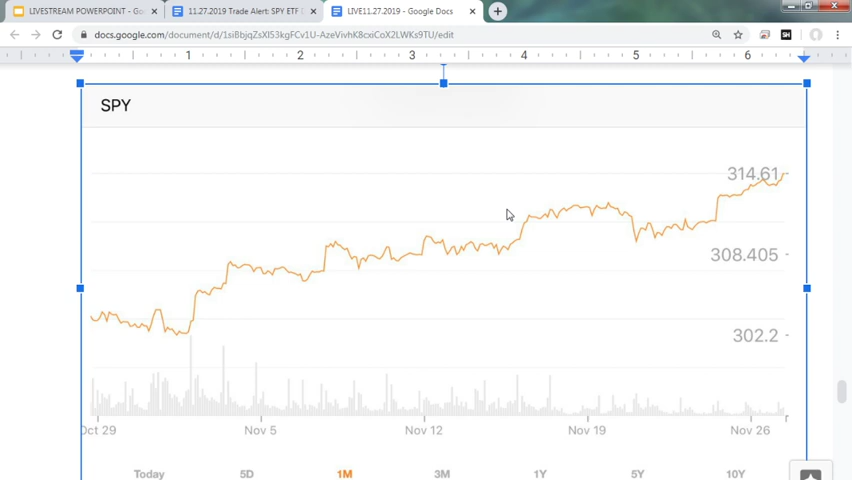 LIVESTREAM POWERPOINT - Go
11.27.2019 Trade Alert: SPY ETF
LIVE11.27.2019 - Google Docs
docs.google.com/document/d/
/edit
1 2 3 4 5 6
SPY
314.61
308.405
302.2
Oct 29 Nov 5 Nov 12 Nov 19 Nov 26
Today 5D 1M 3M 1Y 5Y 10Y